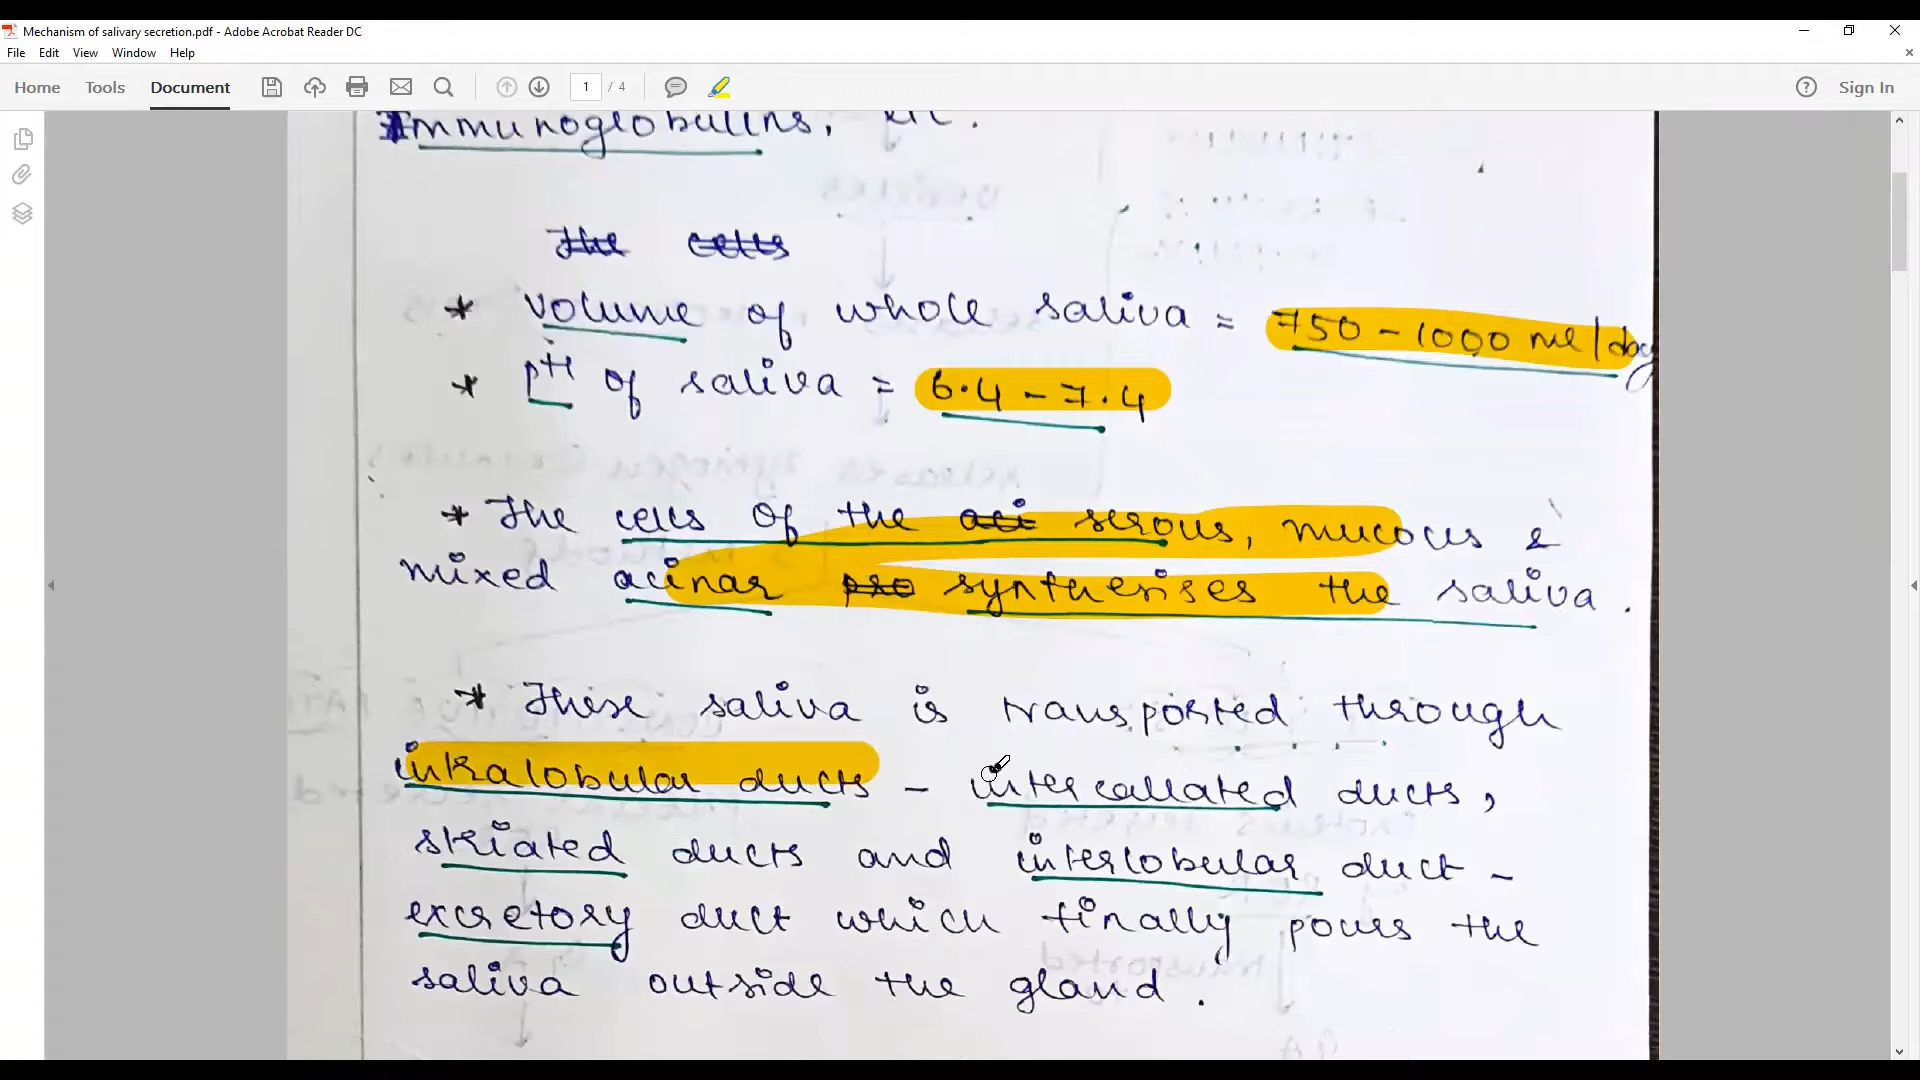 Mechanism of salivary secretion.pdf - Adobe Acrobat Reader DC
File Edit View Window Help
Home Tools Document 1 / 4 Sign In
Immunoglobulins, etc.
The cells
* Volume of whole saliva = 750 - 1000 ml/day
* pH of saliva = 6.4 - 7.4
* The cells of the aci serous, mucous &
mixed acinar pro synthesises the saliva.
* These saliva is transported through
intralobular ducts - intercallated ducts,
striated ducts and interlobular duct -
excretory duct which finally pours the
saliva outside the gland.